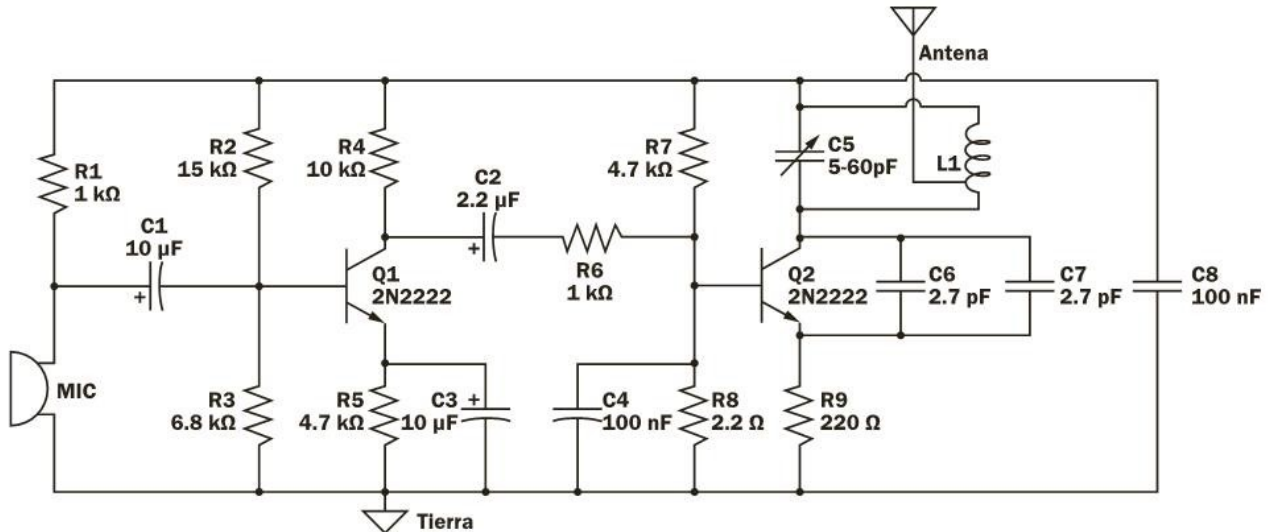 Antena
R1
1 kΩ
C1
10 µF
+
MIC
R2
15 kΩ
R3
6.8 kΩ
R4
10 kΩ
Q1
2N2222
R5
4.7 kΩ
C3
10 µF
+
C2
2.2 µF
+
R6
1 kΩ
C4
100 nF
R7
4.7 kΩ
R8
2.2 Ω
C5
5-60pF
L1
Q2
2N2222
R9
220 Ω
C6
2.7 pF
C7
2.7 pF
C8
100 nF
Tierra